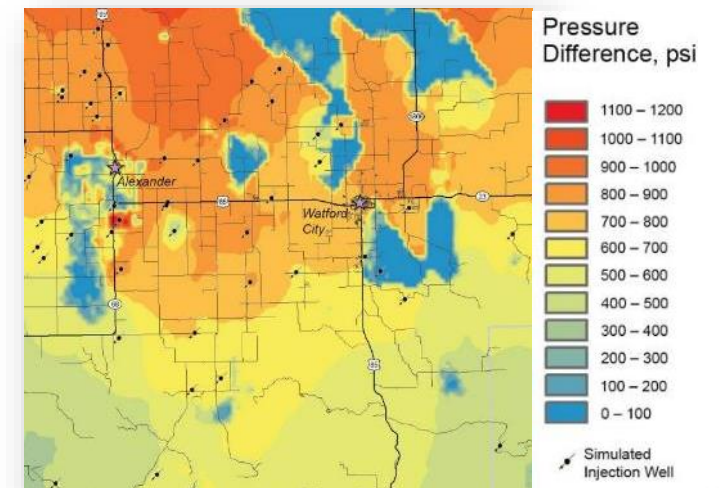 Pressure
Difference, psi
1100 – 1200
1000 – 1100
900 – 1000
800 – 900
700 – 800
600 – 700
500 – 600
400 – 500
300 – 400
200 – 300
100 – 200
0 – 100
Simulated
Injection Well
Alexander
85
Watford
City
23
68
85